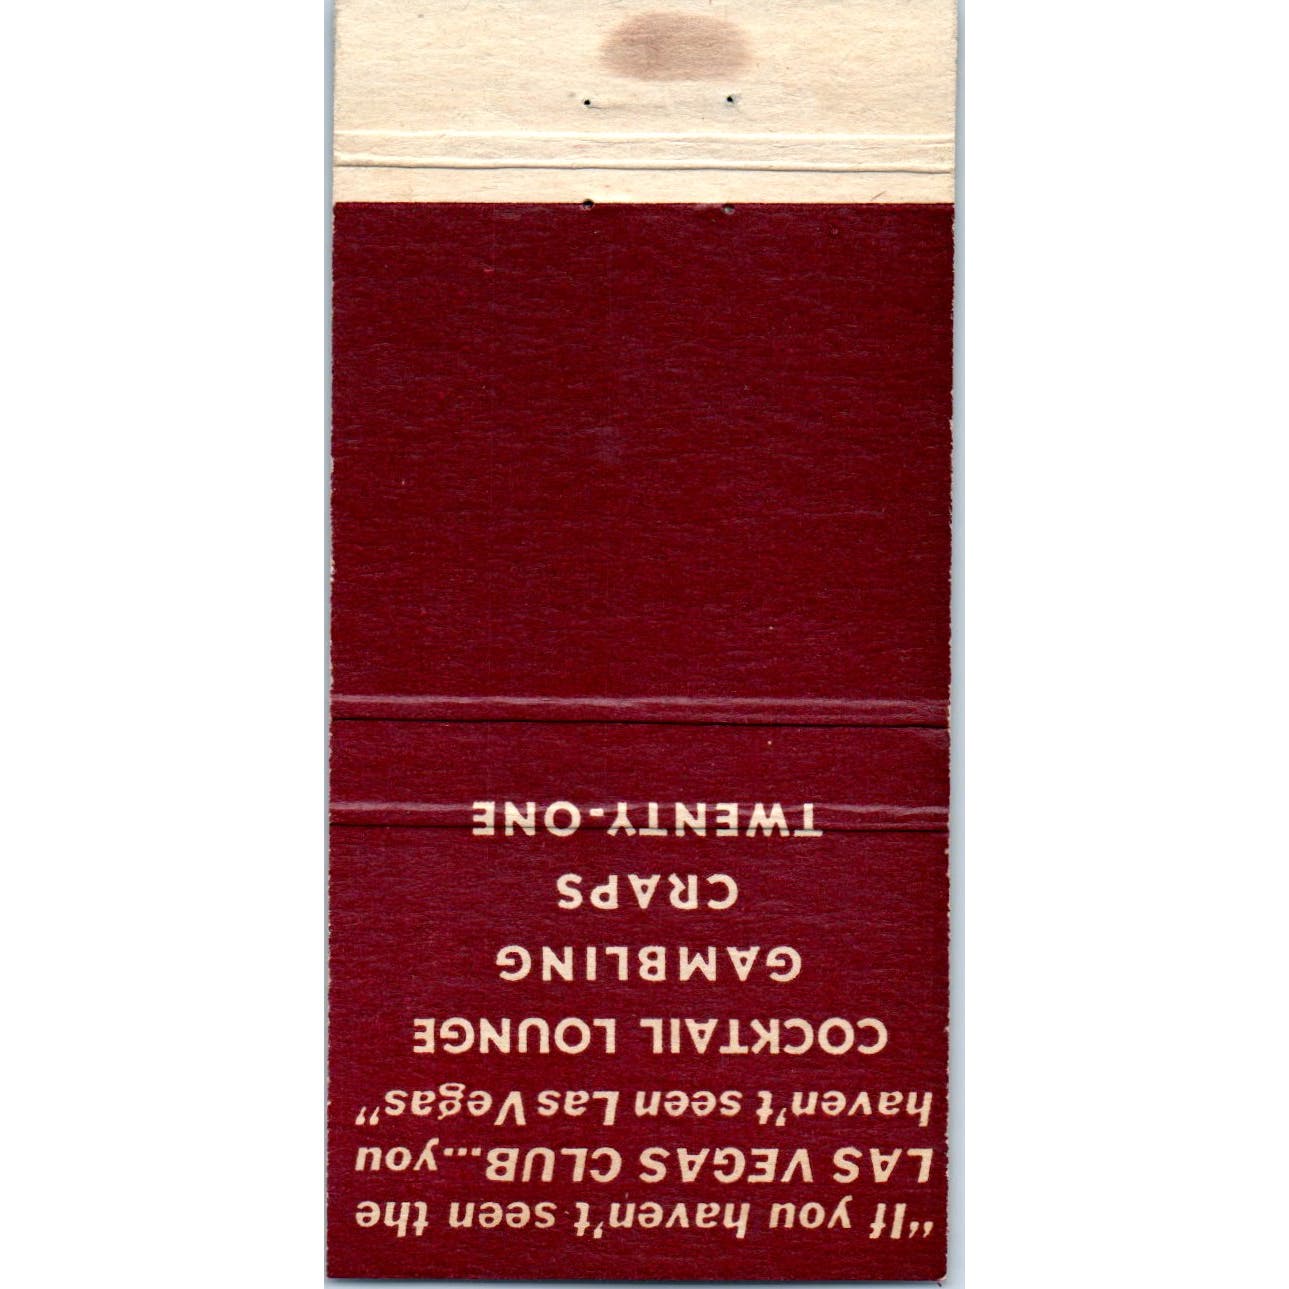 "If you haven't seen the
LAS VEGAS CLUB...you
haven't seen Las Vegas"
COCKTAIL LOUNGE
GAMBLING
CRAPS
TWENTY-ONE